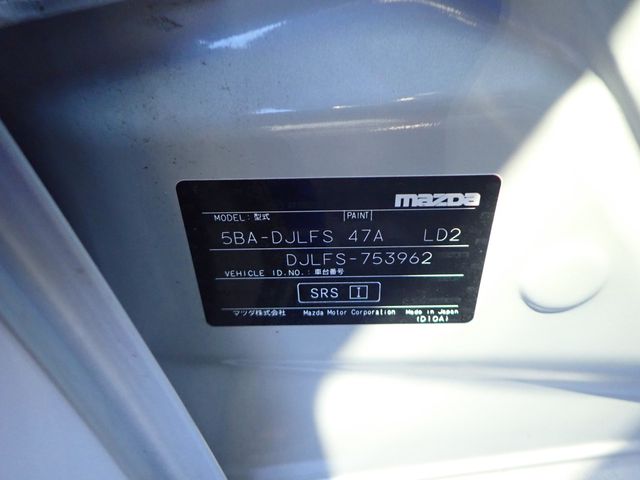 mazda
MODEL: 型式 PAINT
5BA-DJLFS 47A LD2
DJLFS-753962
VEHICLE ID.NO.: 車台番号
SRS I
マツダ株式会社 Mazda Motor Corporation Made in Japan
(D10A)